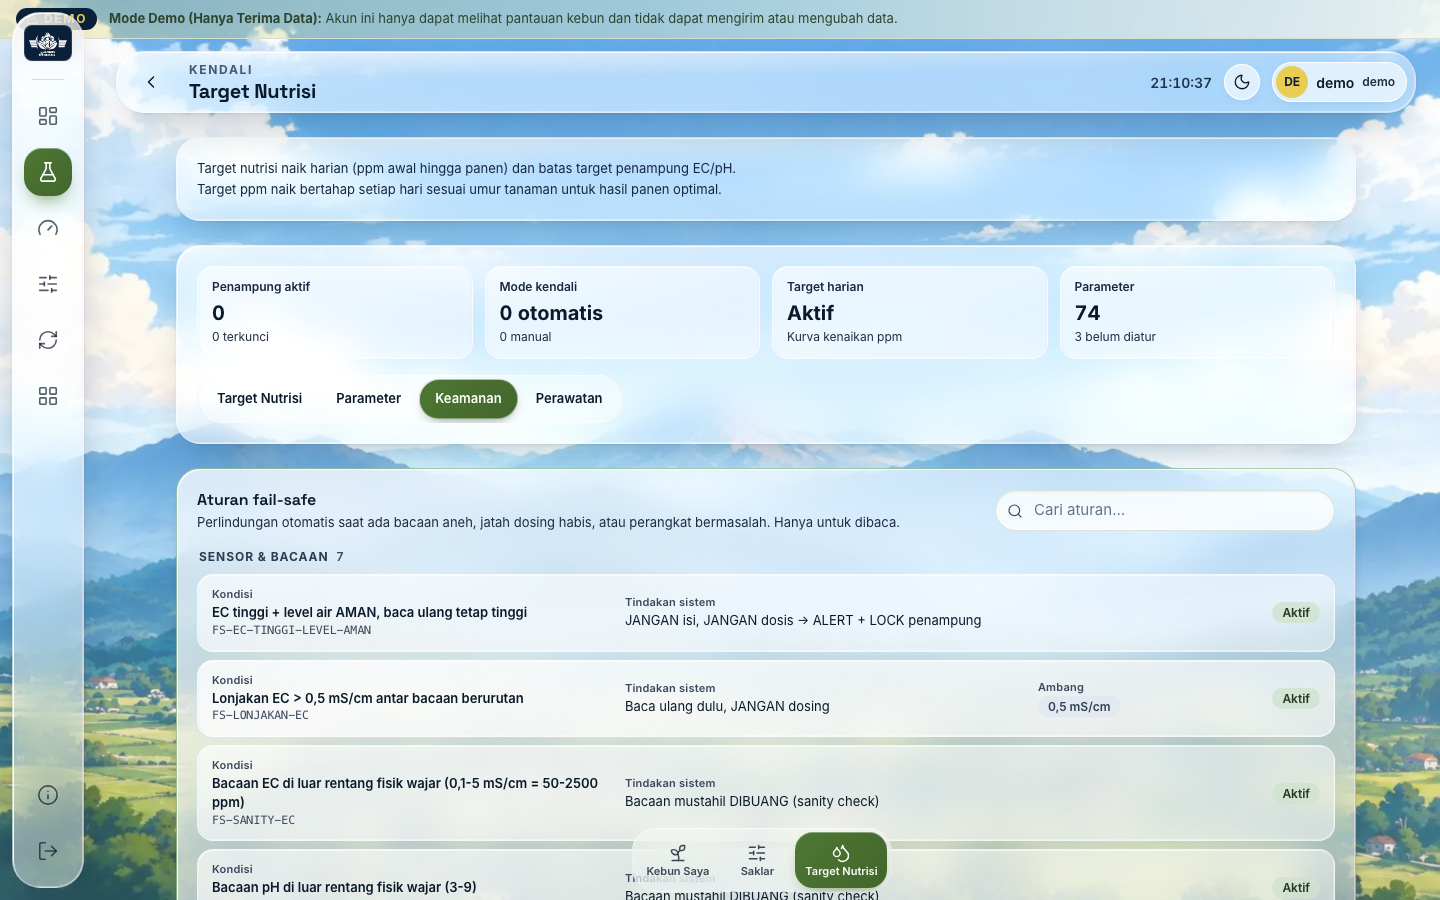 DEMO
Mode Demo (Hanya Terima Data): Akun ini hanya dapat melihat pantauan kebun dan tidak dapat mengirim atau mengubah data.
KENDALI
Target Nutrisi
21:10:37
DE
demo
demo
Target nutrisi naik harian (ppm awal hingga panen) dan batas target penampung EC/pH.
Target ppm naik bertahap setiap hari sesuai umur tanaman untuk hasil panen optimal.
Penampung aktif
0
0 terkunci
Mode kendali
0 otomatis
0 manual
Target harian
Aktif
Kurva kenaikan ppm
Parameter
74
3 belum diatur
Target Nutrisi
Parameter
Keamanan
Perawatan
Aturan fail-safe
Perlindungan otomatis saat ada bacaan aneh, jatah dosing habis, atau perangkat bermasalah. Hanya untuk dibaca.
Cari aturan...
SENSOR & BACAAN 7
Kondisi
EC tinggi + level air AMAN, baca ulang tetap tinggi
FS-EC-TINGGI-LEVEL-AMAN
Tindakan sistem
JANGAN isi, JANGAN dosis → ALERT + LOCK penampung
Aktif
Kondisi
Lonjakan EC > 0,5 mS/cm antar bacaan berurutan
FS-LONJAKAN-EC
Tindakan sistem
Baca ulang dulu, JANGAN dosing
Ambang
0,5 mS/cm
Aktif
Kondisi
Bacaan EC di luar rentang fisik wajar (0,1-5 mS/cm = 50-2500
ppm)
FS-SANITY-EC
Tindakan sistem
Bacaan mustahil DIBUANG (sanity check)
Aktif
Kondisi
Bacaan pH di luar rentang fisik wajar (3-9)
Tindakan sistem
Bacaan mustahil DIBUANG (sanity check)
Aktif
Kebun Saya
Saklar
Target Nutrisi